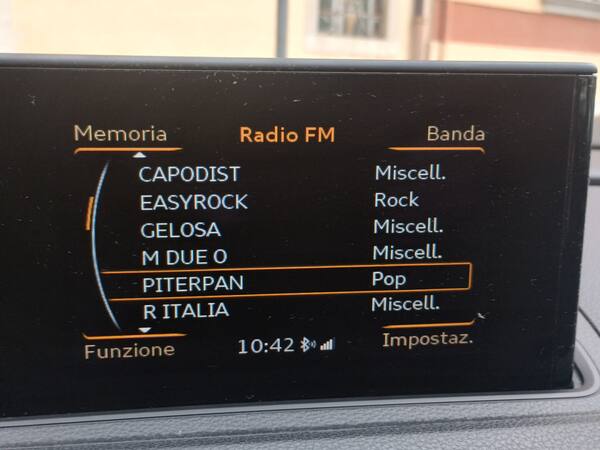 Memoria Radio FM Banda
CAPODIST Miscell.
EASYROCK Rock
GELOSA Miscell.
M DUE O Miscell.
PITERPAN Pop
R ITALIA Miscell.
Funzione 10:42 Impostaz.